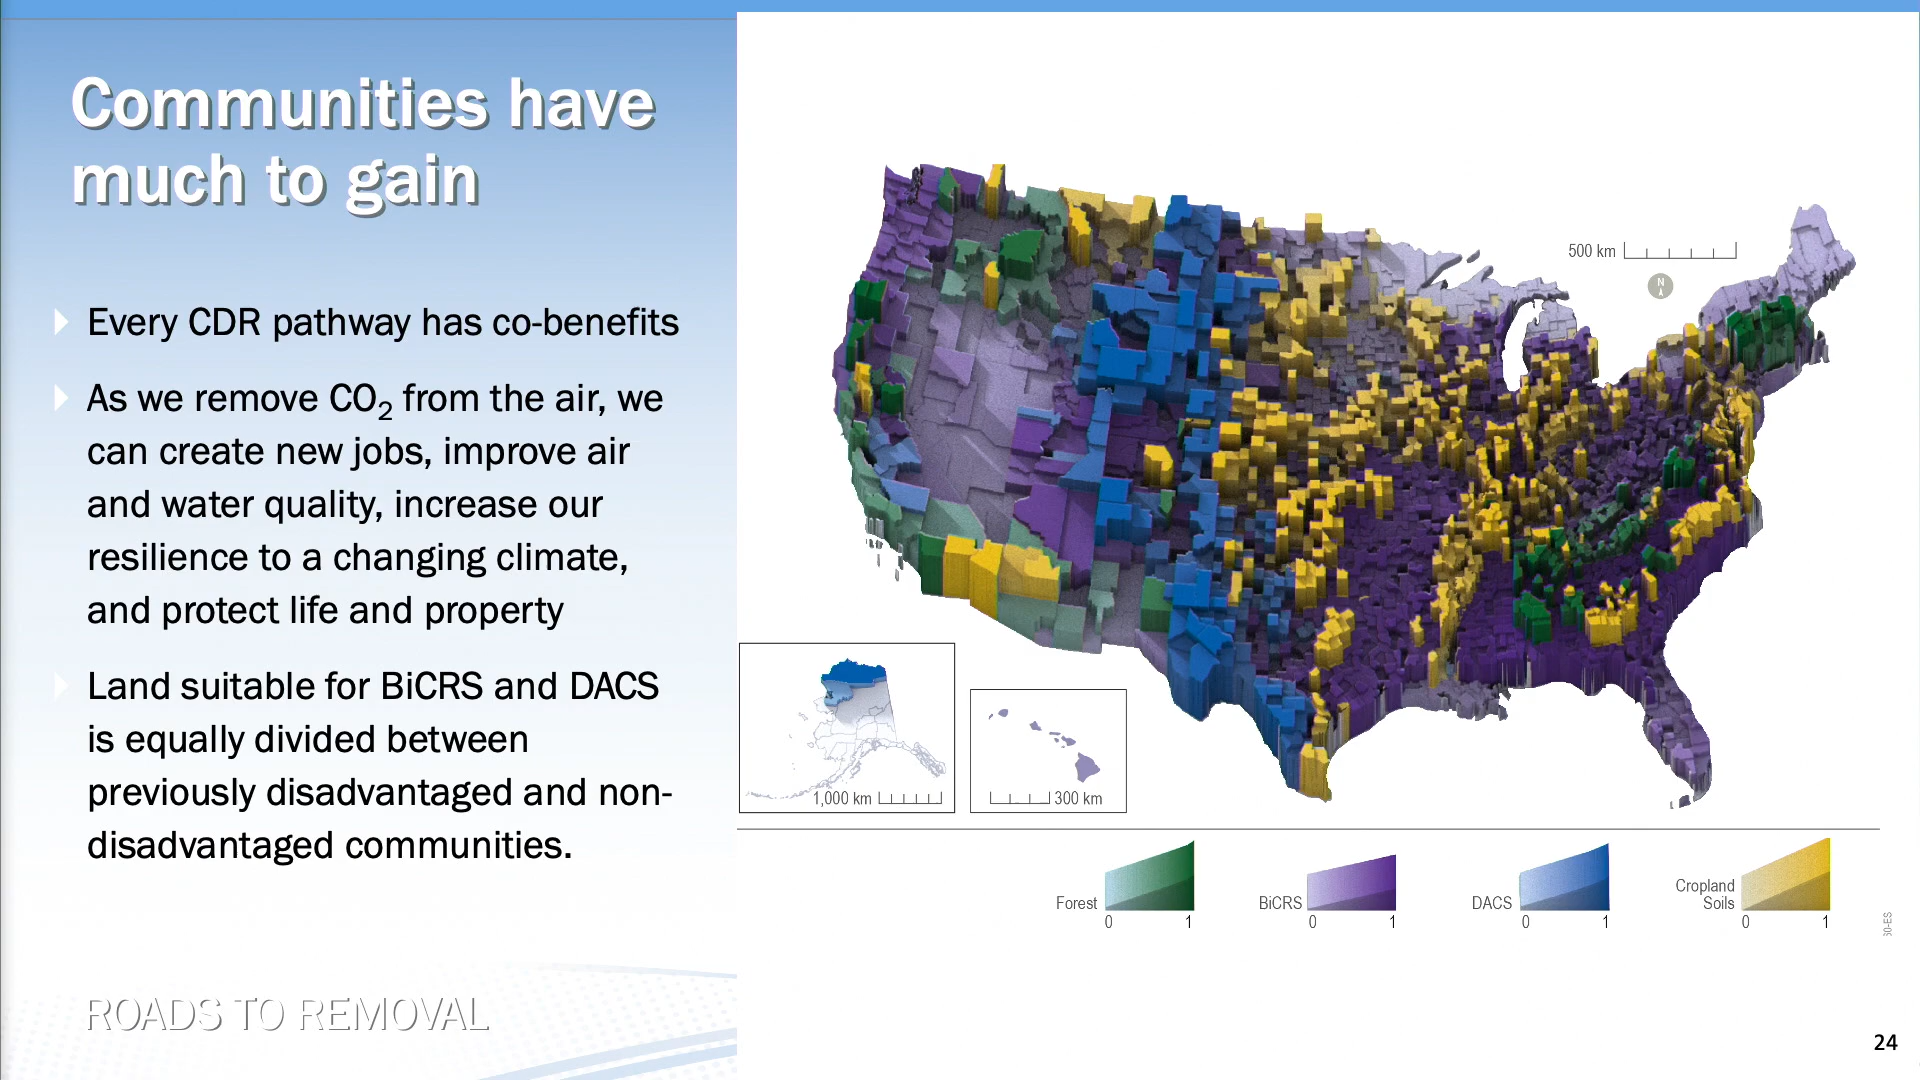 Communities have
much to gain
Every CDR pathway has co-benefits
As we remove CO₂ from the air, we
can create new jobs, improve air
and water quality, increase our
resilience to a changing climate,
and protect life and property
Land suitable for BiCRS and DACS
is equally divided between
previously disadvantaged and non-
disadvantaged communities.
ROADS TO REMOVAL
500 km
N
1,000 km
300 km
Forest
0 1
BiCRS
0 1
DACS
0 1
Cropland
Soils
0 1
24